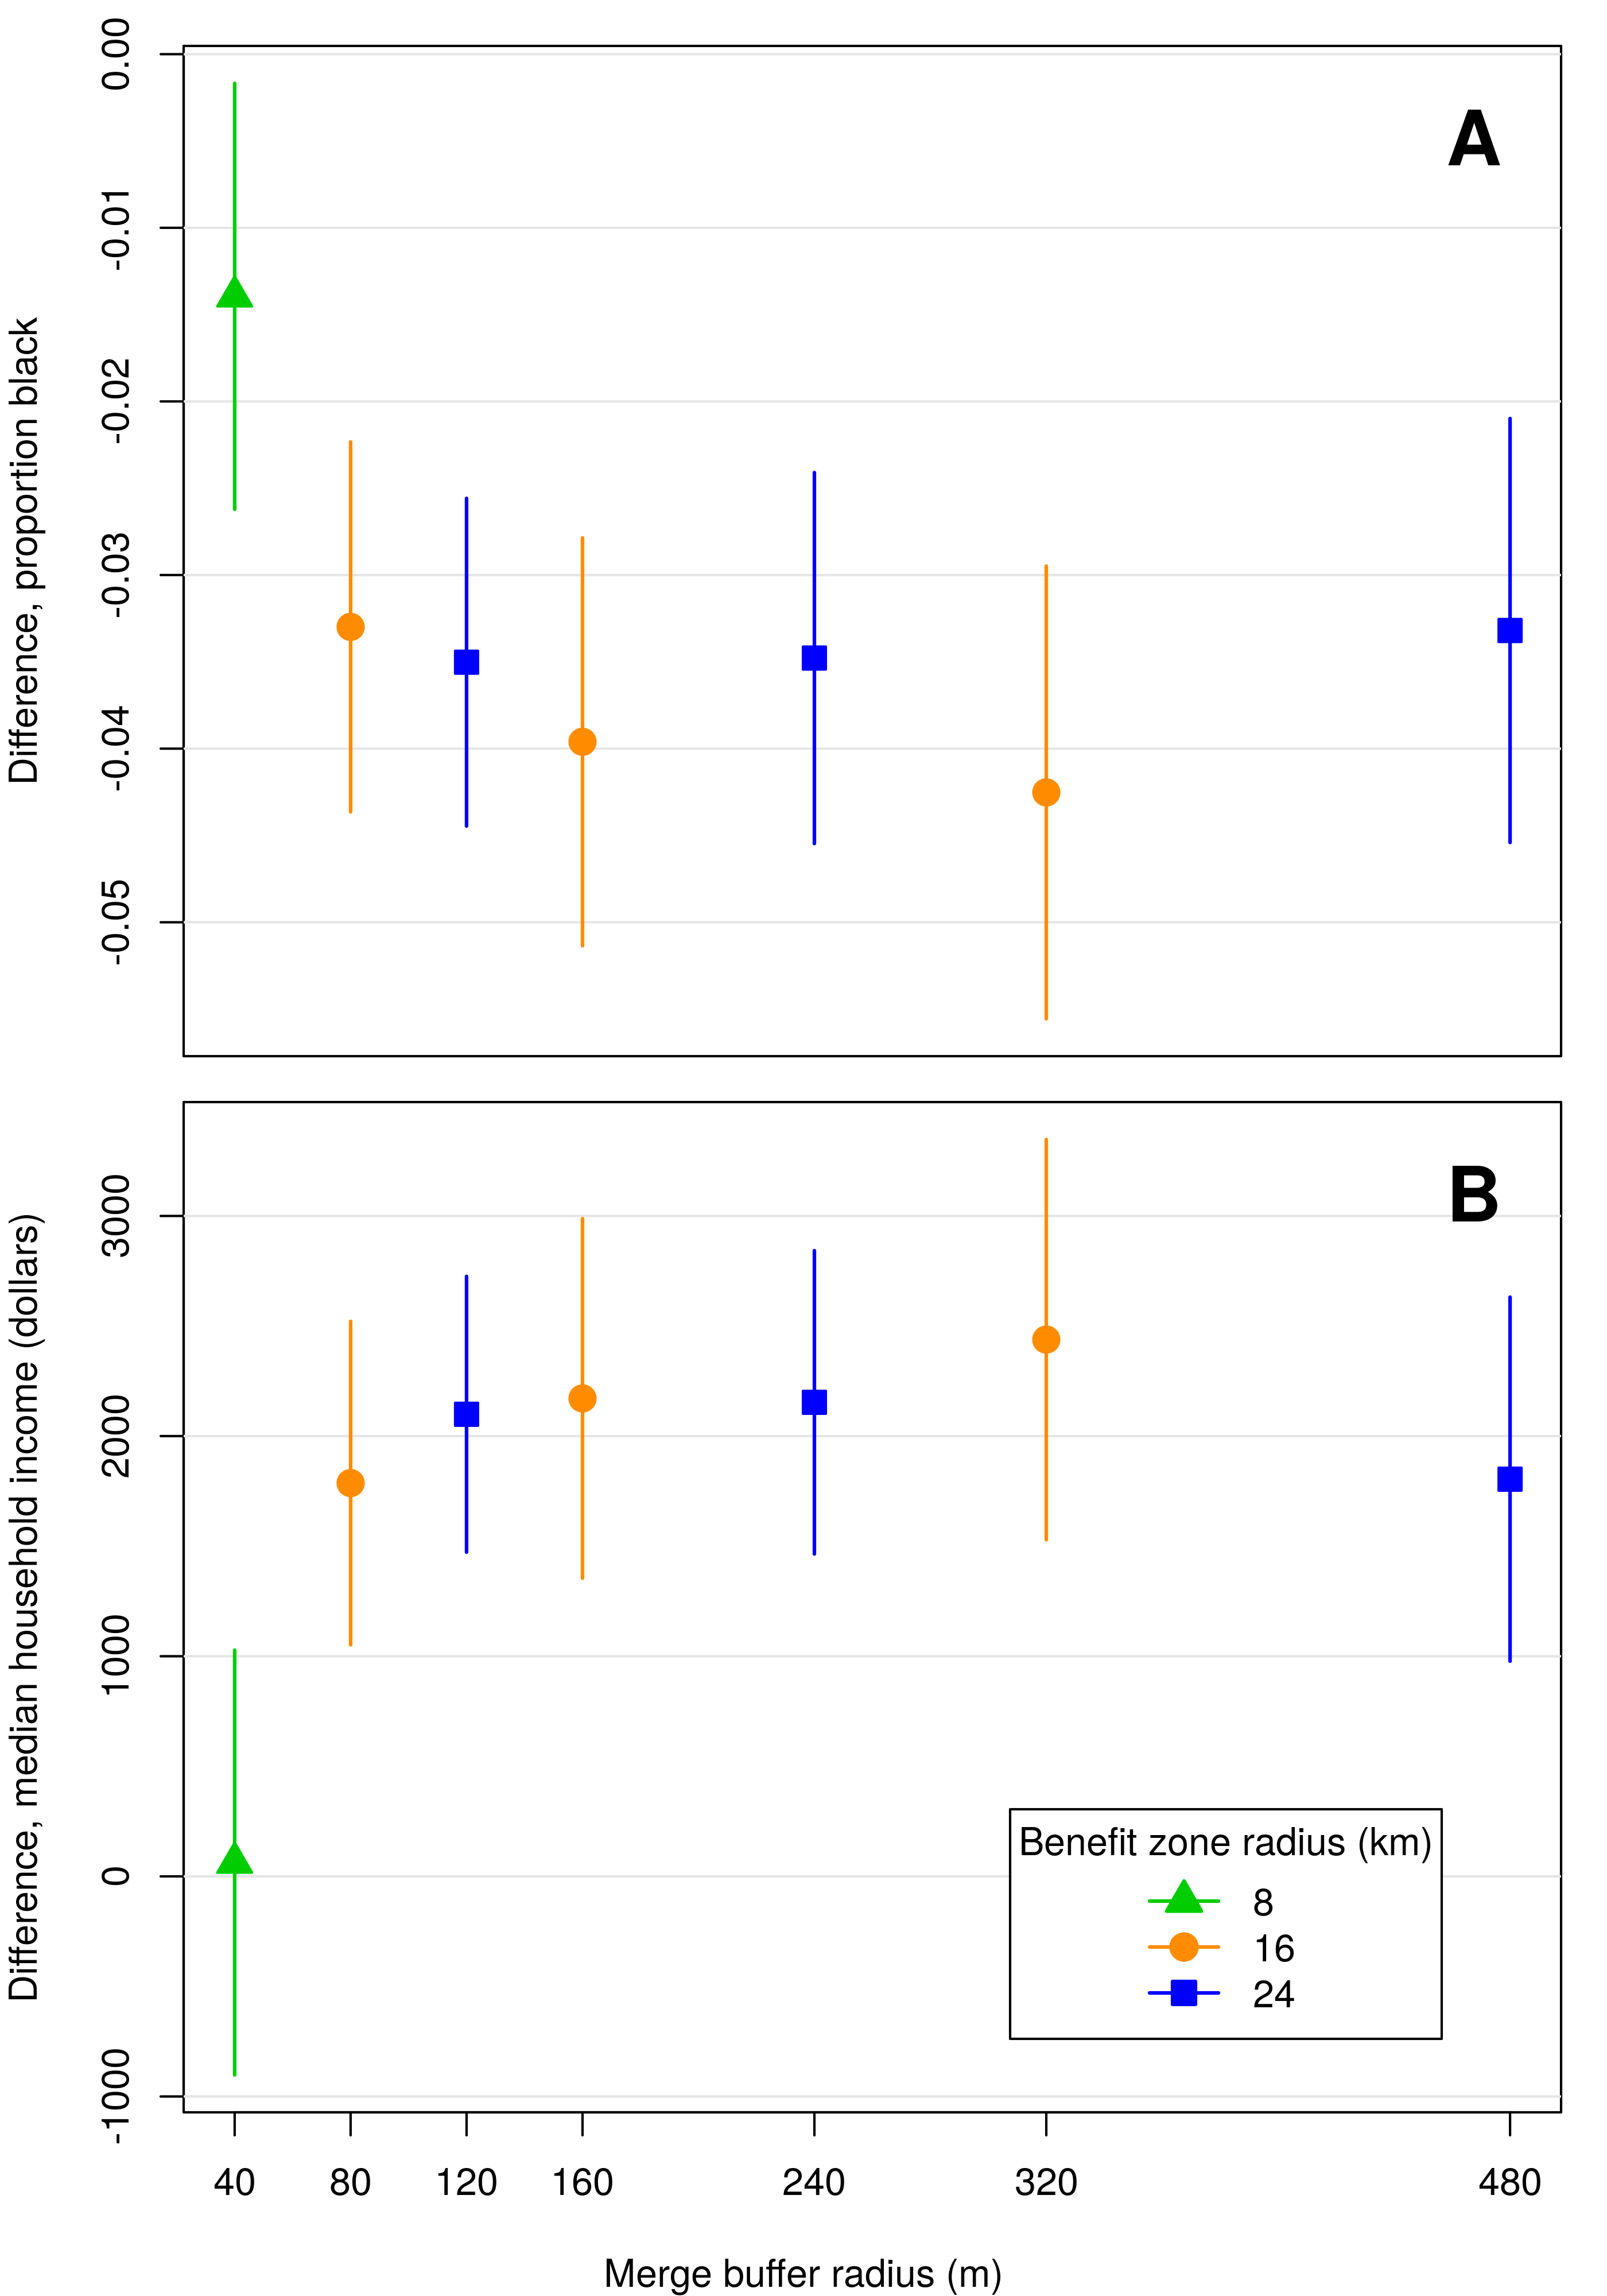 A
0.00
-0.01
-0.02
-0.03
-0.04
-0.05
Difference, proportion black
B
3000
2000
1000
0
-1000
Difference, median household income (dollars)
Benefit zone radius (km)
8
16
24
40 80 120 160 240 320 480
Merge buffer radius (m)